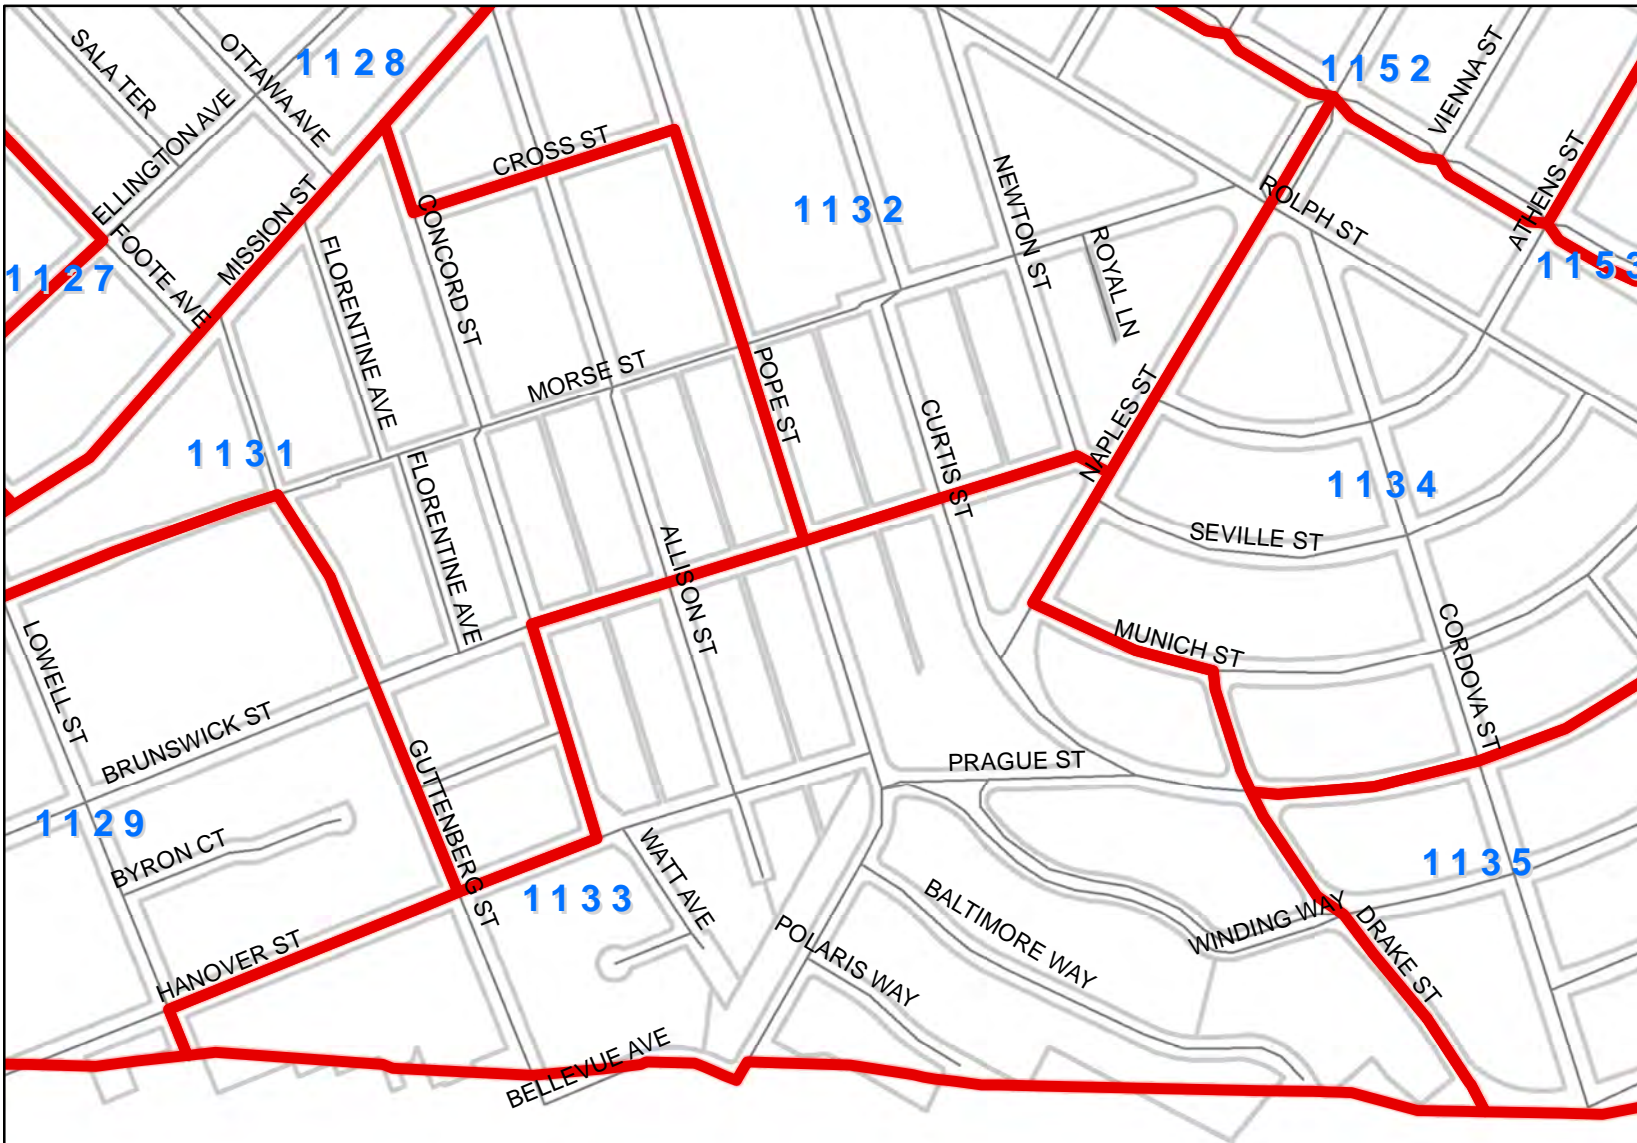 SALA TER
OTTAWA AVE
1128
1152
VIENNA ST
ELLINGTON AVE
CROSS ST
NEWTON ST
ATHENS ST
MISSION ST
CONCORD ST
1132
ROLPH ST
FOOTE AVE
FLORENTINE AVE
ROYAL LN
1127
1153
MORSE ST
POPE ST
NAPLES ST
CURTIS ST
1131
FLORENTINE AVE
1134
SEVILLE ST
ALLISON ST
LOWELL ST
MUNICH ST
CORDOVA ST
BRUNSWICK ST
GUTTENBERG ST
PRAGUE ST
1129
BYRON CT
WATT AVE
1135
1133
BALTIMORE WAY
WINDING WAY
DRAKE ST
POLARIS WAY
HANOVER ST
BELLEVUE AVE